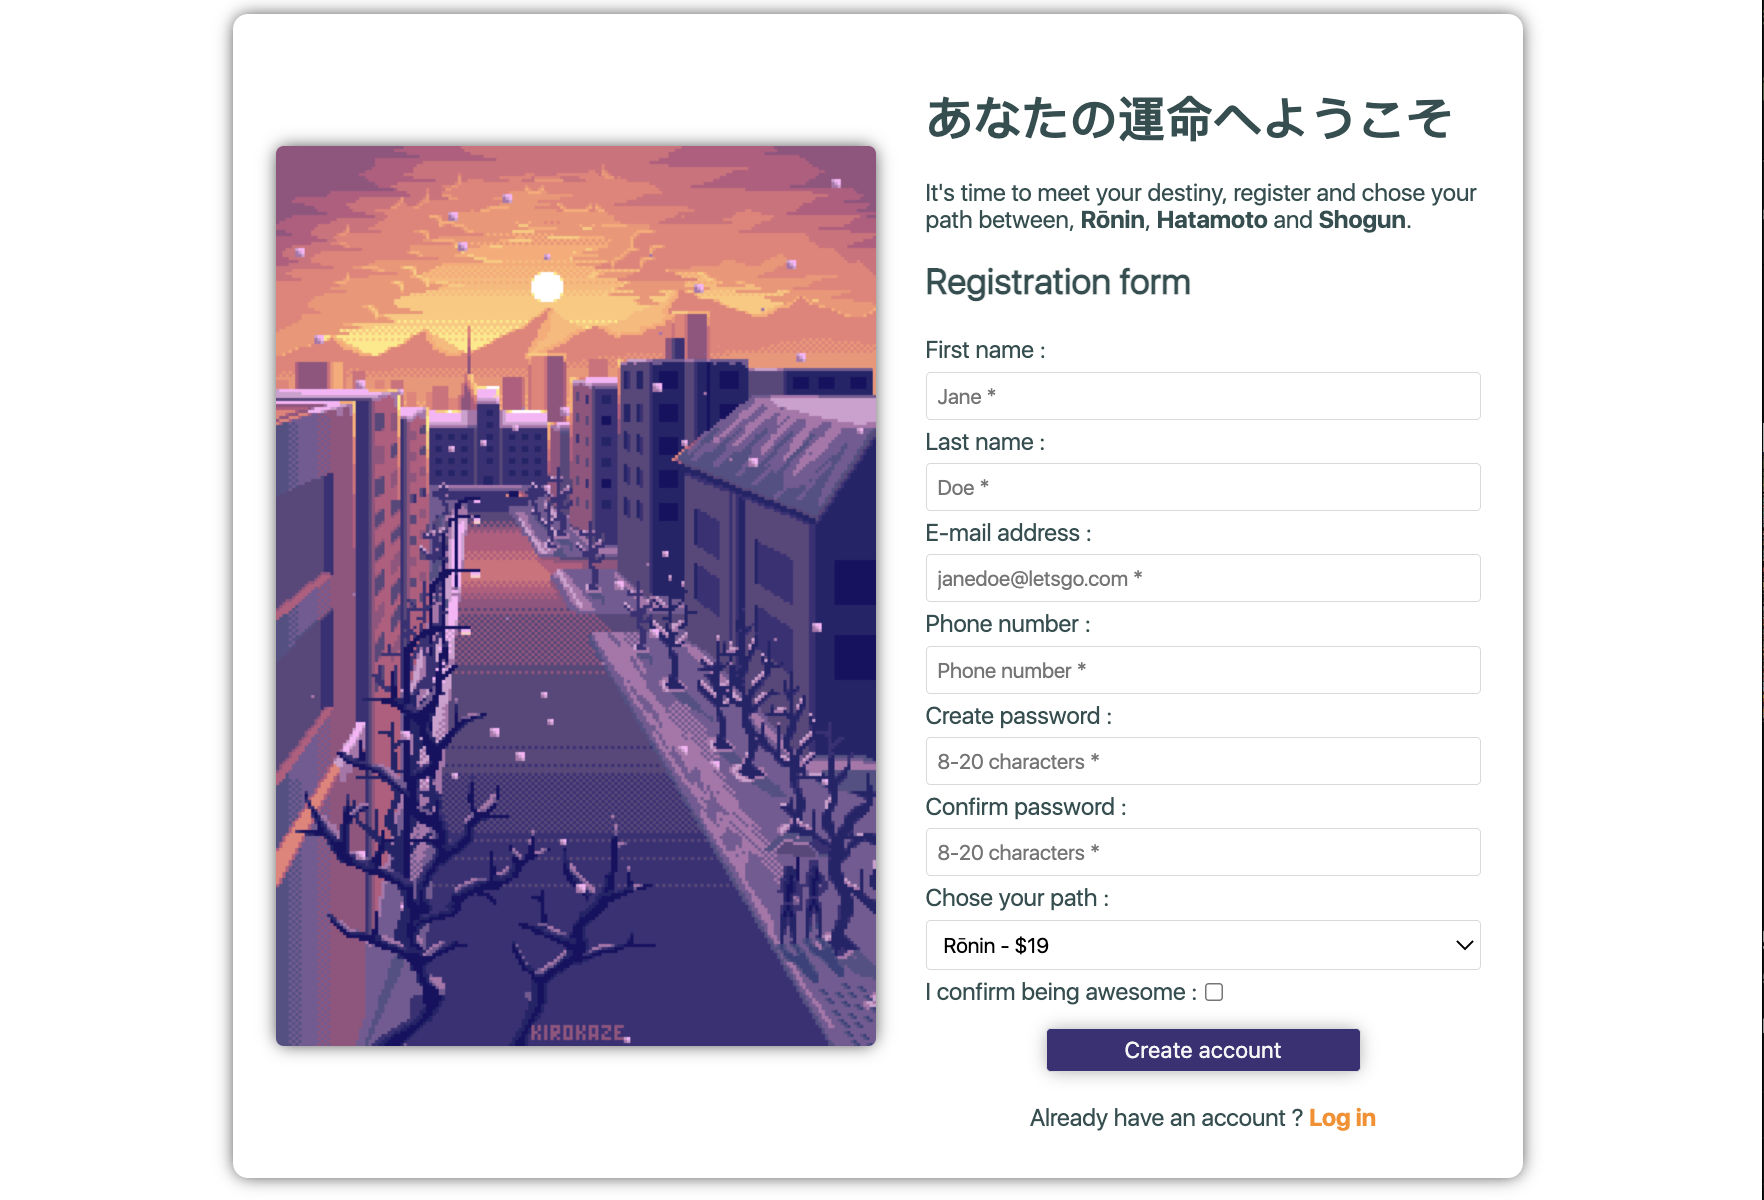 あなたの運命へようこそ
It's time to meet your destiny, register and chose your
path between, Rōnin, Hatamoto and Shogun.
Registration form
First name :
Jane *
Last name :
Doe *
E-mail address :
janedoe@letsgo.com *
Phone number :
Phone number *
Create password :
8-20 characters *
Confirm password :
8-20 characters *
Chose your path :
Rōnin - $19
I confirm being awesome :
Create account
Already have an account ? Log in
KIROKAZE